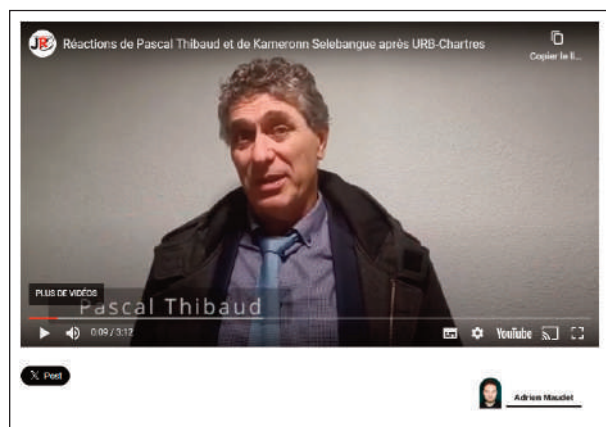 JR
Réactions de Pascal Thibaud et de Kameronn Selebangue après URB-Chartres
Copier le li...
PLUS DE VIDÉOS
Pascal Thibaud
0:09 / 3:12
YouTube
X Post
Adrien Maudet